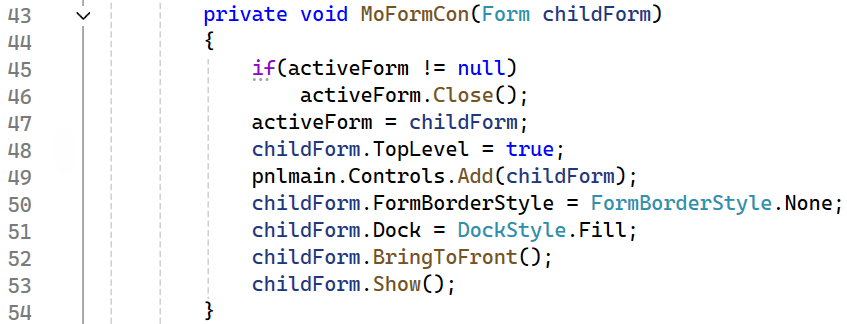 43 private void MoFormCon(Form childForm)
44 {
45 if(activeForm != null)
46 activeForm.Close();
47 activeForm = childForm;
48 childForm.TopLevel = true;
49 pnlmain.Controls.Add(childForm);
50 childForm.FormBorderStyle = FormBorderStyle.None;
51 childForm.Dock = DockStyle.Fill;
52 childForm.BringToFront();
53 childForm.Show();
54 }